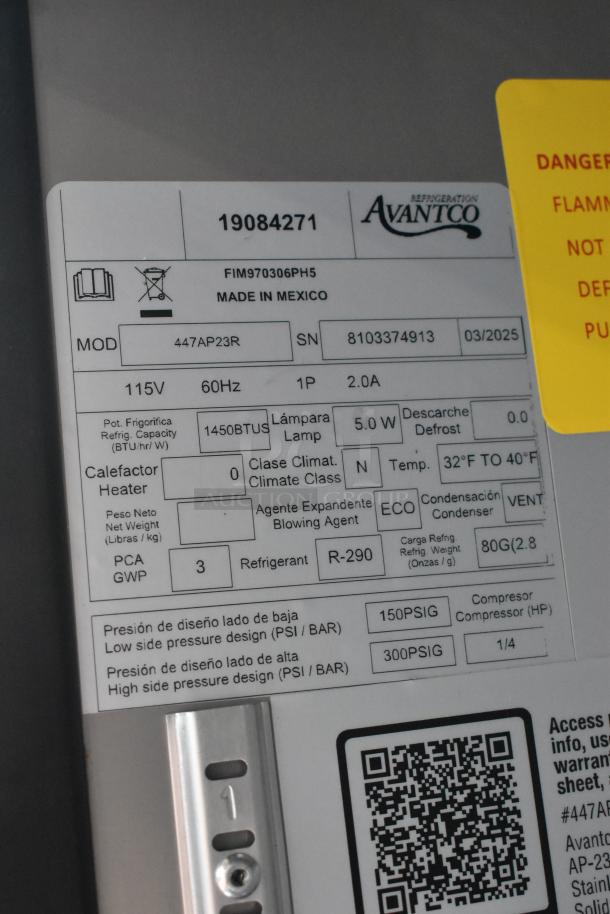 REFRIGERATION
AVANTCO
19084271
FIM970306PH5
MADE IN MEXICO
MOD 447AP23R SN 8103374913 03/2025
115V 60Hz 1P 2.0A
Pot. Frigorifica
Refrig. Capacity
(BTU/hr/ W)
1450BTUS
Lámpara
Lamp
5.0 W
Descarche
Defrost
0.0
Calefactor
Heater
0
Clase Climat.
Climate Class
N
Temp.
32°F TO 40°F
Peso Neto
Net Weight
(Libras / kg)
Agente Expandente
Blowing Agent
ECO
Condensación
Condenser
VENT
PCA
GWP
3
Refrigerant
R-290
Carga Refrig.
Refrig. Weight
(Onzas / g)
80G(2.8
Presión de diseño lado de baja
Low side pressure design (PSI / BAR)
150PSIG
Compresor
Compressor (HP)
Presión de diseño lado de alta
High side pressure design (PSI / BAR)
300PSIG
1/4
DANGER
FLAMM
NOT
DEF
PU
AUCTION GROUP
1
Access
info, use
warran
sheet,
#447AP
Avantc
AP-23
Stainl
Solid